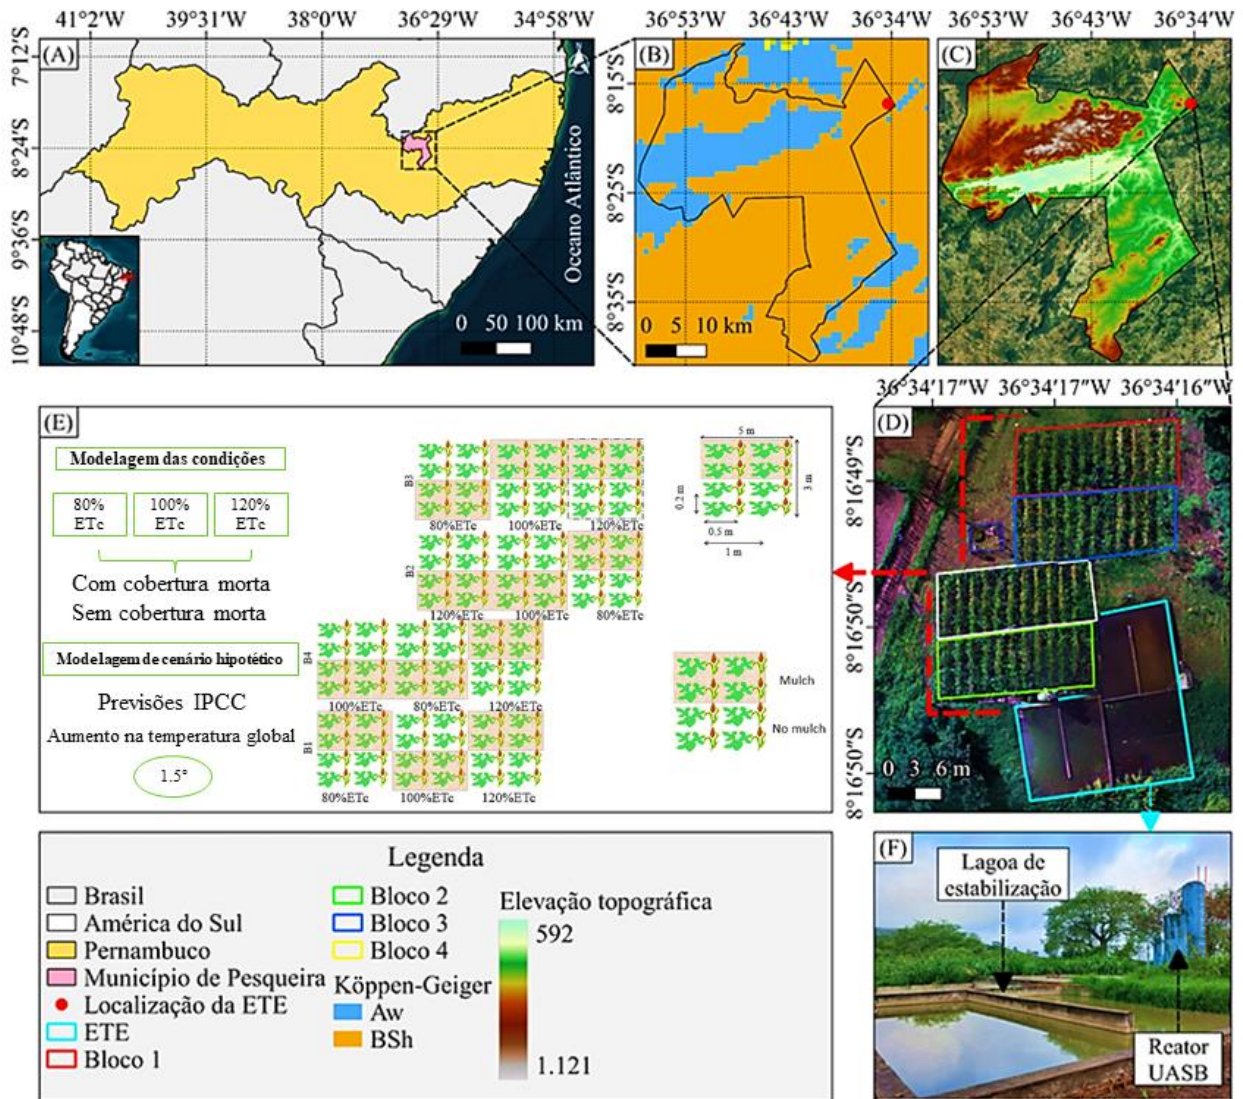 41°2′W 39°31′W 38°0′W 36°29′W 34°58′W
7°12′S
8°24′S
9°36′S
10°48′S
(A)
Oceano Atlântico
0 50 100 km
36°53′W 36°43′W 36°34′W
8°15′S
8°25′S
8°35′S
(B)
0 5 10 km
36°53′W 36°43′W 36°34′W
(C)
36°34′17″W 36°34′17″W 36°34′16″W
8°16′49″S
8°16′50″S
8°16′50″S
(D)
0 3 6 m
(E)
Modelagem das condições
80% ETc
100% ETc
120% ETc
Com cobertura morta
Sem cobertura morta
Modelagem de cenário hipotético
Previsões IPCC
Aumento na temperatura global
1.5°
B3
80%ETc 100%ETc 120%ETc
B2
120%ETc 100%ETc 80%ETc
B4
100%ETc 80%ETc 120%ETc
B1
80%ETc 100%ETc 120%ETc
5 m
3 m
0.2 m
0.5 m
1 m
Mulch
No mulch
Legenda
Brasil
América do Sul
Pernambuco
Município de Pesqueira
Localização da ETE
ETE
Bloco 1
Bloco 2
Bloco 3
Bloco 4
Köppen-Geiger
Aw
BSh
Elevação topográfica
592
1.121
(F)
Lagoa de
estabilização
Reator
UASB